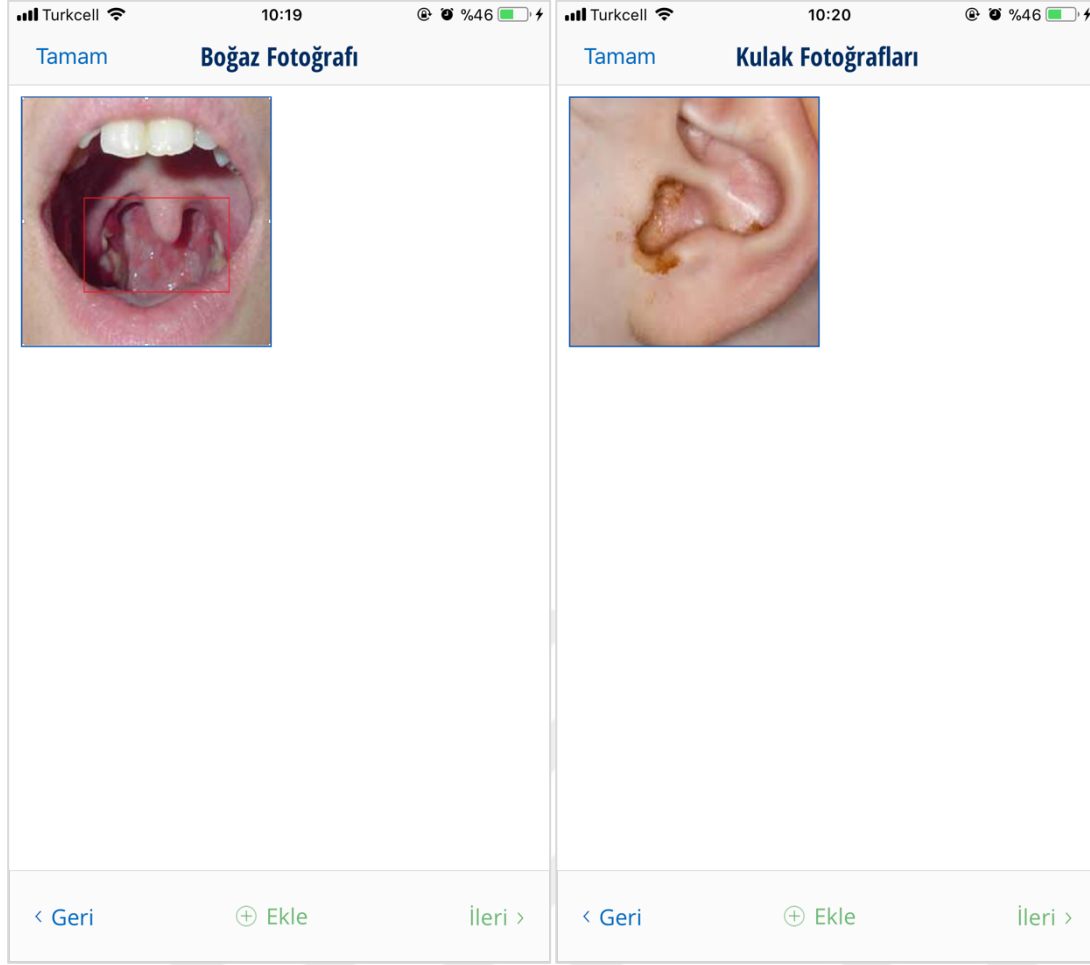 Turkcell 10:19 %46
Tamam Boğaz Fotoğrafı
Geri Ekle İleri
Turkcell 10:20 %46
Tamam Kulak Fotoğrafları
Geri Ekle İleri